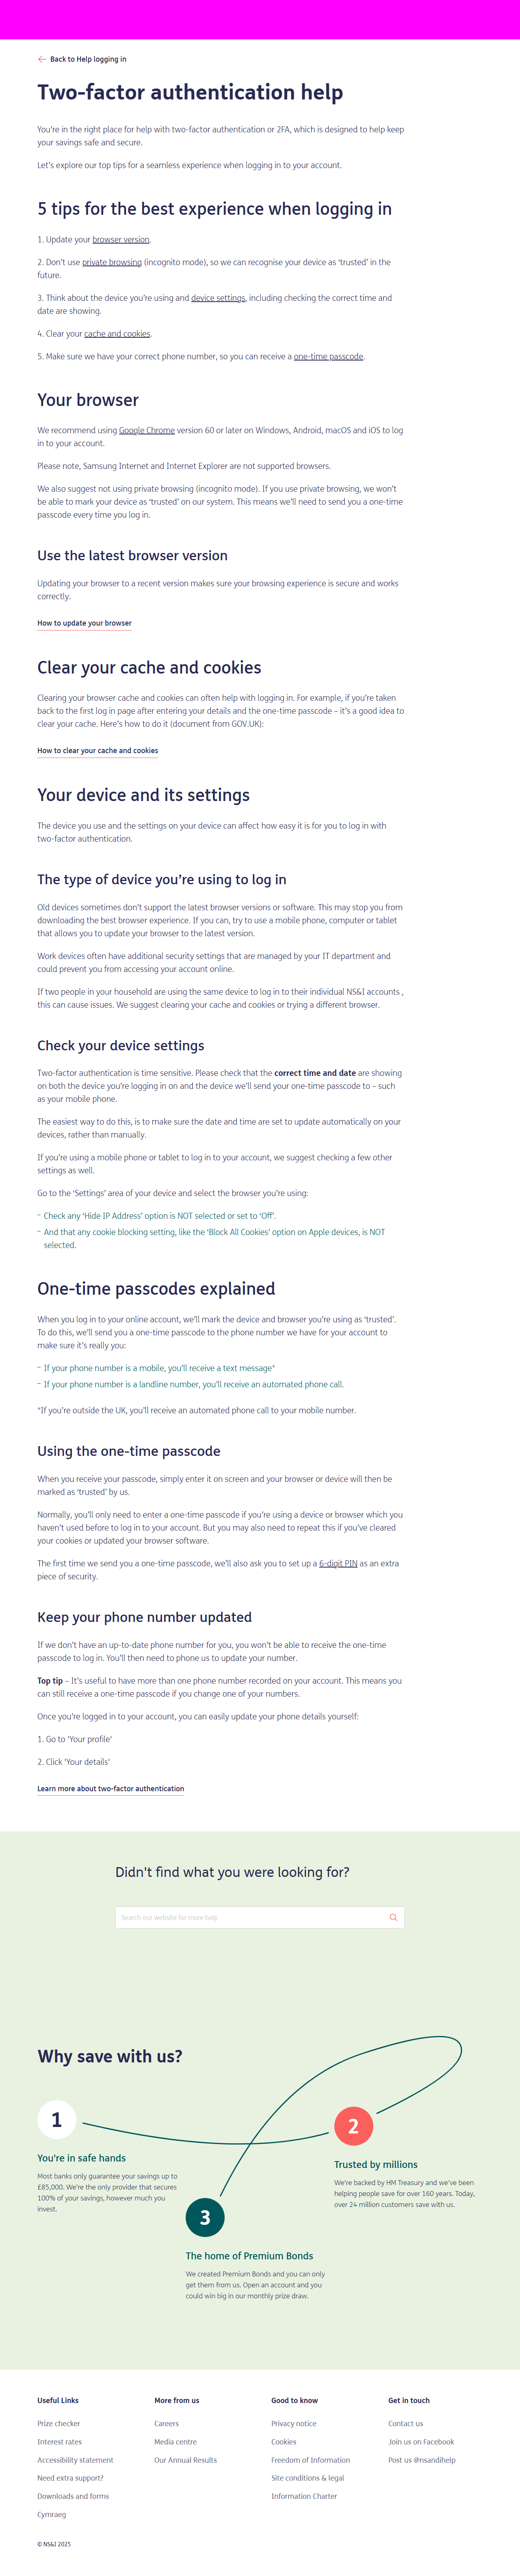 Back to Help logging in
Two-factor authentication help
You're in the right place for help with two-factor authentication or 2FA, which is designed to help keep
your savings safe and secure.
Let's explore our top tips for a seamless experience when logging in to your account.
5 tips for the best experience when logging in
1. Update your browser version.
2. Don't use private browsing (incognito mode), so we can recognise your device as 'trusted' in the
future.
3. Think about the device you're using and device settings, including checking the correct time and
date are showing.
4. Clear your cache and cookies.
5. Make sure we have your correct phone number, so you can receive a one-time passcode.
Your browser
We recommend using Google Chrome version 60 or later on Windows, Android, macOS and iOS to log
in to your account.
Please note, Samsung Internet and Internet Explorer are not supported browsers.
We also suggest not using private browsing (incognito mode). If you use private browsing, we won't
be able to mark your device as 'trusted' on our system. This means we'll need to send you a one-time
passcode every time you log in.
Use the latest browser version
Updating your browser to a recent version makes sure your browsing experience is secure and works
correctly.
How to update your browser
Clear your cache and cookies
Clearing your browser cache and cookies can often help with logging in. For example, if you're taken
back to the first log in page after entering your details and the one-time passcode – it's a good idea to
clear your cache. Here's how to do it (document from GOV.UK):
How to clear your cache and cookies
Your device and its settings
The device you use and the settings on your device can affect how easy it is for you to log in with
two-factor authentication.
The type of device you're using to log in
Old devices sometimes don't support the latest browser versions or software. This may stop you from
downloading the best browser experience. If you can, try to use a mobile phone, computer or tablet
that allows you to update your browser to the latest version.
Work devices often have additional security settings that are managed by your IT department and
could prevent you from accessing your account online.
If two people in your household are using the same device to log in to their individual NS&I accounts ,
this can cause issues. We suggest clearing your cache and cookies or trying a different browser.
Check your device settings
Two-factor authentication is time sensitive. Please check that the correct time and date are showing
on both the device you're logging in on and the device we'll send your one-time passcode to – such
as your mobile phone.
The easiest way to do this, is to make sure the date and time are set to update automatically on your
devices, rather than manually.
If you're using a mobile phone or tablet to log in to your account, we suggest checking a few other
settings as well.
Go to the 'Settings' area of your device and select the browser you're using:
– Check any 'Hide IP Address' option is NOT selected or set to 'Off'.
– And that any cookie blocking setting, like the 'Block All Cookies' option on Apple devices, is NOT
selected.
One-time passcodes explained
When you log in to your online account, we'll mark the device and browser you're using as 'trusted'.
To do this, we'll send you a one-time passcode to the phone number we have for your account to
make sure it's really you:
– If your phone number is a mobile, you'll receive a text message*
– If your phone number is a landline number, you'll receive an automated phone call.
*If you're outside the UK, you'll receive an automated phone call to your mobile number.
Using the one-time passcode
When you receive your passcode, simply enter it on screen and your browser or device will then be
marked as 'trusted' by us.
Normally, you'll only need to enter a one-time passcode if you're using a device or browser which you
haven't used before to log in to your account. But you may also need to repeat this if you've cleared
your cookies or updated your browser software.
The first time we send you a one-time passcode, we'll also ask you to set up a 6-digit PIN as an extra
piece of security.
Keep your phone number updated
If we don't have an up-to-date phone number for you, you won't be able to receive the one-time
passcode to log in. You'll then need to phone us to update your number.
Top tip – It's useful to have more than one phone number recorded on your account. This means you
can still receive a one-time passcode if you change one of your numbers.
Once you're logged in to your account, you can easily update your phone details yourself:
1. Go to 'Your profile'
2. Click 'Your details'
Learn more about two-factor authentication
Didn't find what you were looking for?
Search our website for more help
Why save with us?
1
You're in safe hands
Most banks only guarantee your savings up to
£85,000. We're the only provider that secures
100% of your savings, however much you
invest.
2
Trusted by millions
We're backed by HM Treasury and we've been
helping people save for over 160 years. Today,
over 24 million customers save with us.
3
The home of Premium Bonds
We created Premium Bonds and you can only
get them from us. Open an account and you
could win big in our monthly prize draw.
Useful Links
Prize checker
Interest rates
Accessibility statement
Need extra support?
Downloads and forms
Cymraeg
More from us
Careers
Media centre
Our Annual Results
Good to know
Privacy notice
Cookies
Freedom of Information
Site conditions & legal
Information Charter
Get in touch
Contact us
Join us on Facebook
Post us @nsandihelp
© NS&I 2025